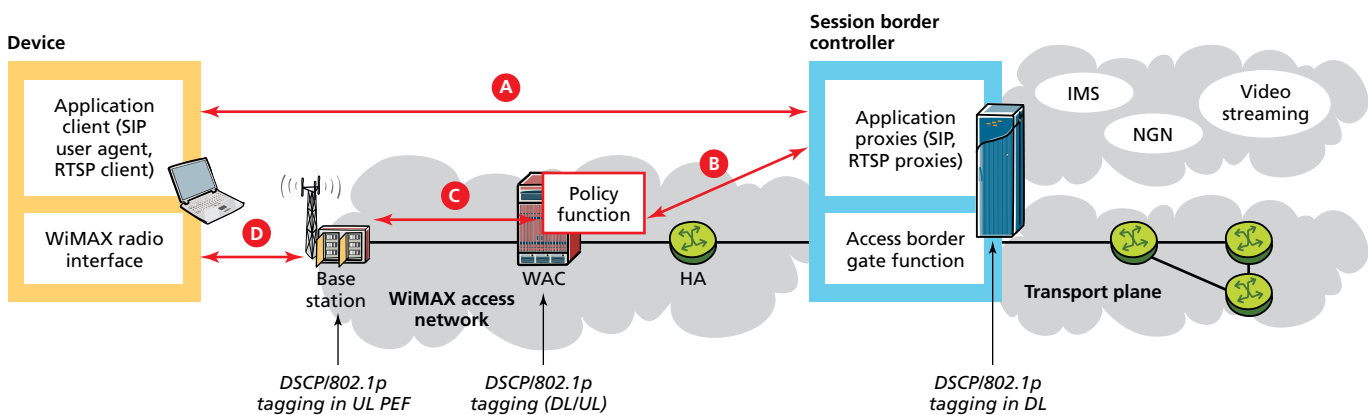 Device
Session border
controller
Application
client (SIP
user agent,
RTSP client)
A
Application
proxies (SIP,
RTSP proxies)
IMS
NGN
Video
streaming
B
C
Policy
function
WiMAX radio
interface
D
Base
station
WAC
HA
WiMAX access
network
Access border
gate function
Transport plane
DSCP/802.1p
tagging in UL PEF
DSCP/802.1p
tagging (DL/UL)
DSCP/802.1p
tagging in DL